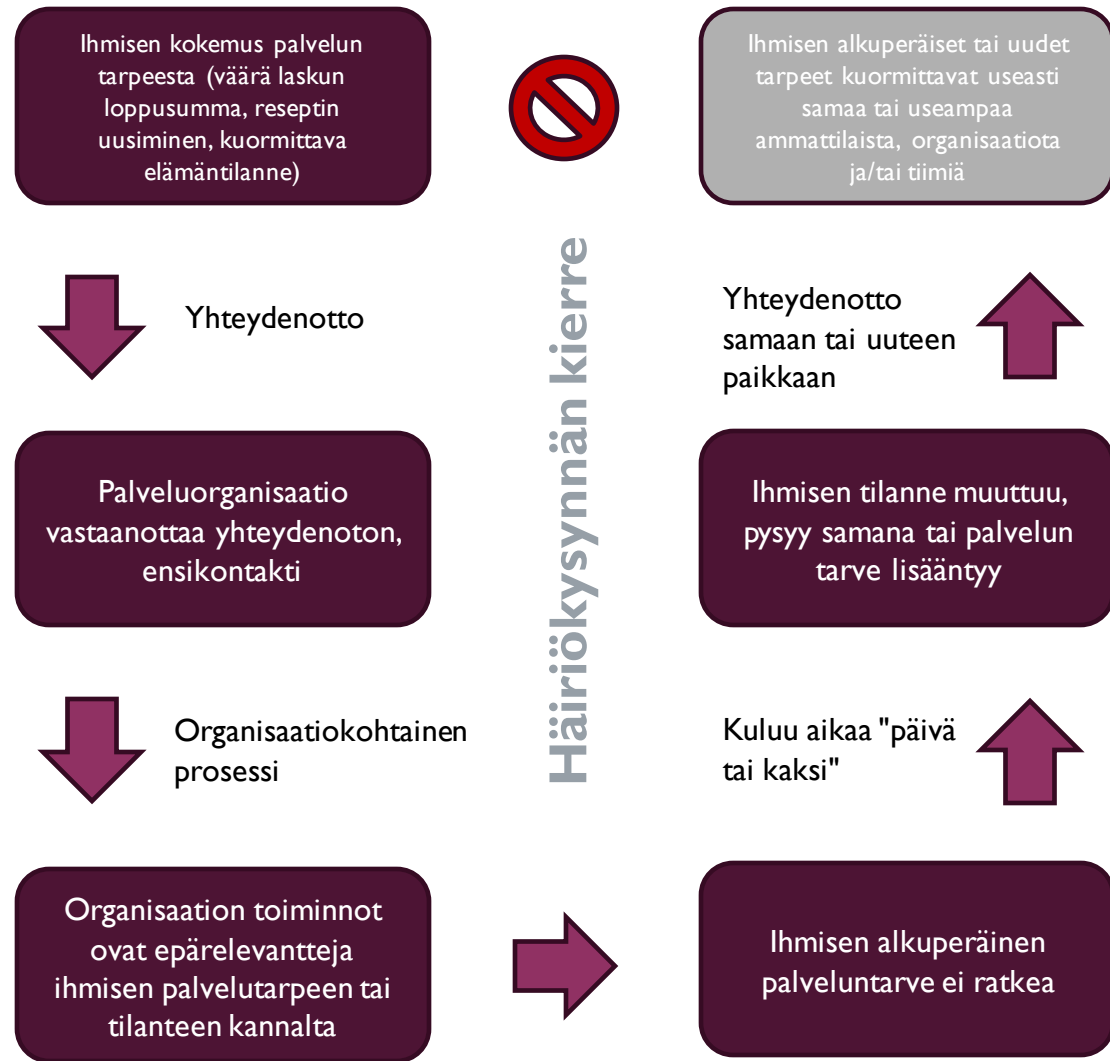 Ihmisen kokemus palvelun
tarpeesta (väärä laskun
loppusumma, reseptin
uusiminen, kuormittava
elämäntilanne)
Yhteydenotto
Palveluorganisaatio
vastaanottaa yhteydenoton,
ensikontakti
Organisaatiokohtainen
prosessi
Organisaation toiminnot
ovat epärelevantteja
ihmisen palvelutarpeen tai
tilanteen kannalta
Häiriökysynnän kierre
Ihmisen alkuperäinen
palveluntarve ei ratkea
Kuluu aikaa "päivä
tai kaksi"
Ihmisen tilanne muuttuu,
pysyy samana tai palvelun
tarve lisääntyy
Yhteydenotto
samaan tai uuteen
paikkaan
Ihmisen alkuperäiset tai uudet
tarpeet kuormittavat useasti
samaa tai useampaa
ammattilaista, organisaatiota
ja/tai tiimiä